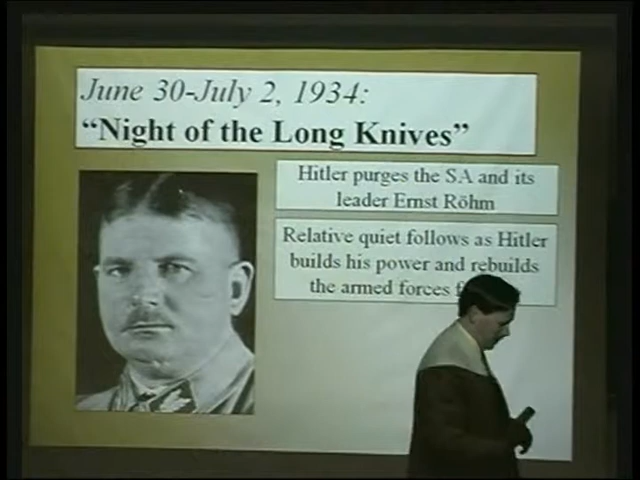 June 30-July 2, 1934:
“Night of the Long Knives”
Hitler purges the SA and its
leader Ernst Röhm
Relative quiet follows as Hitler
builds his power and rebuilds
the armed forces